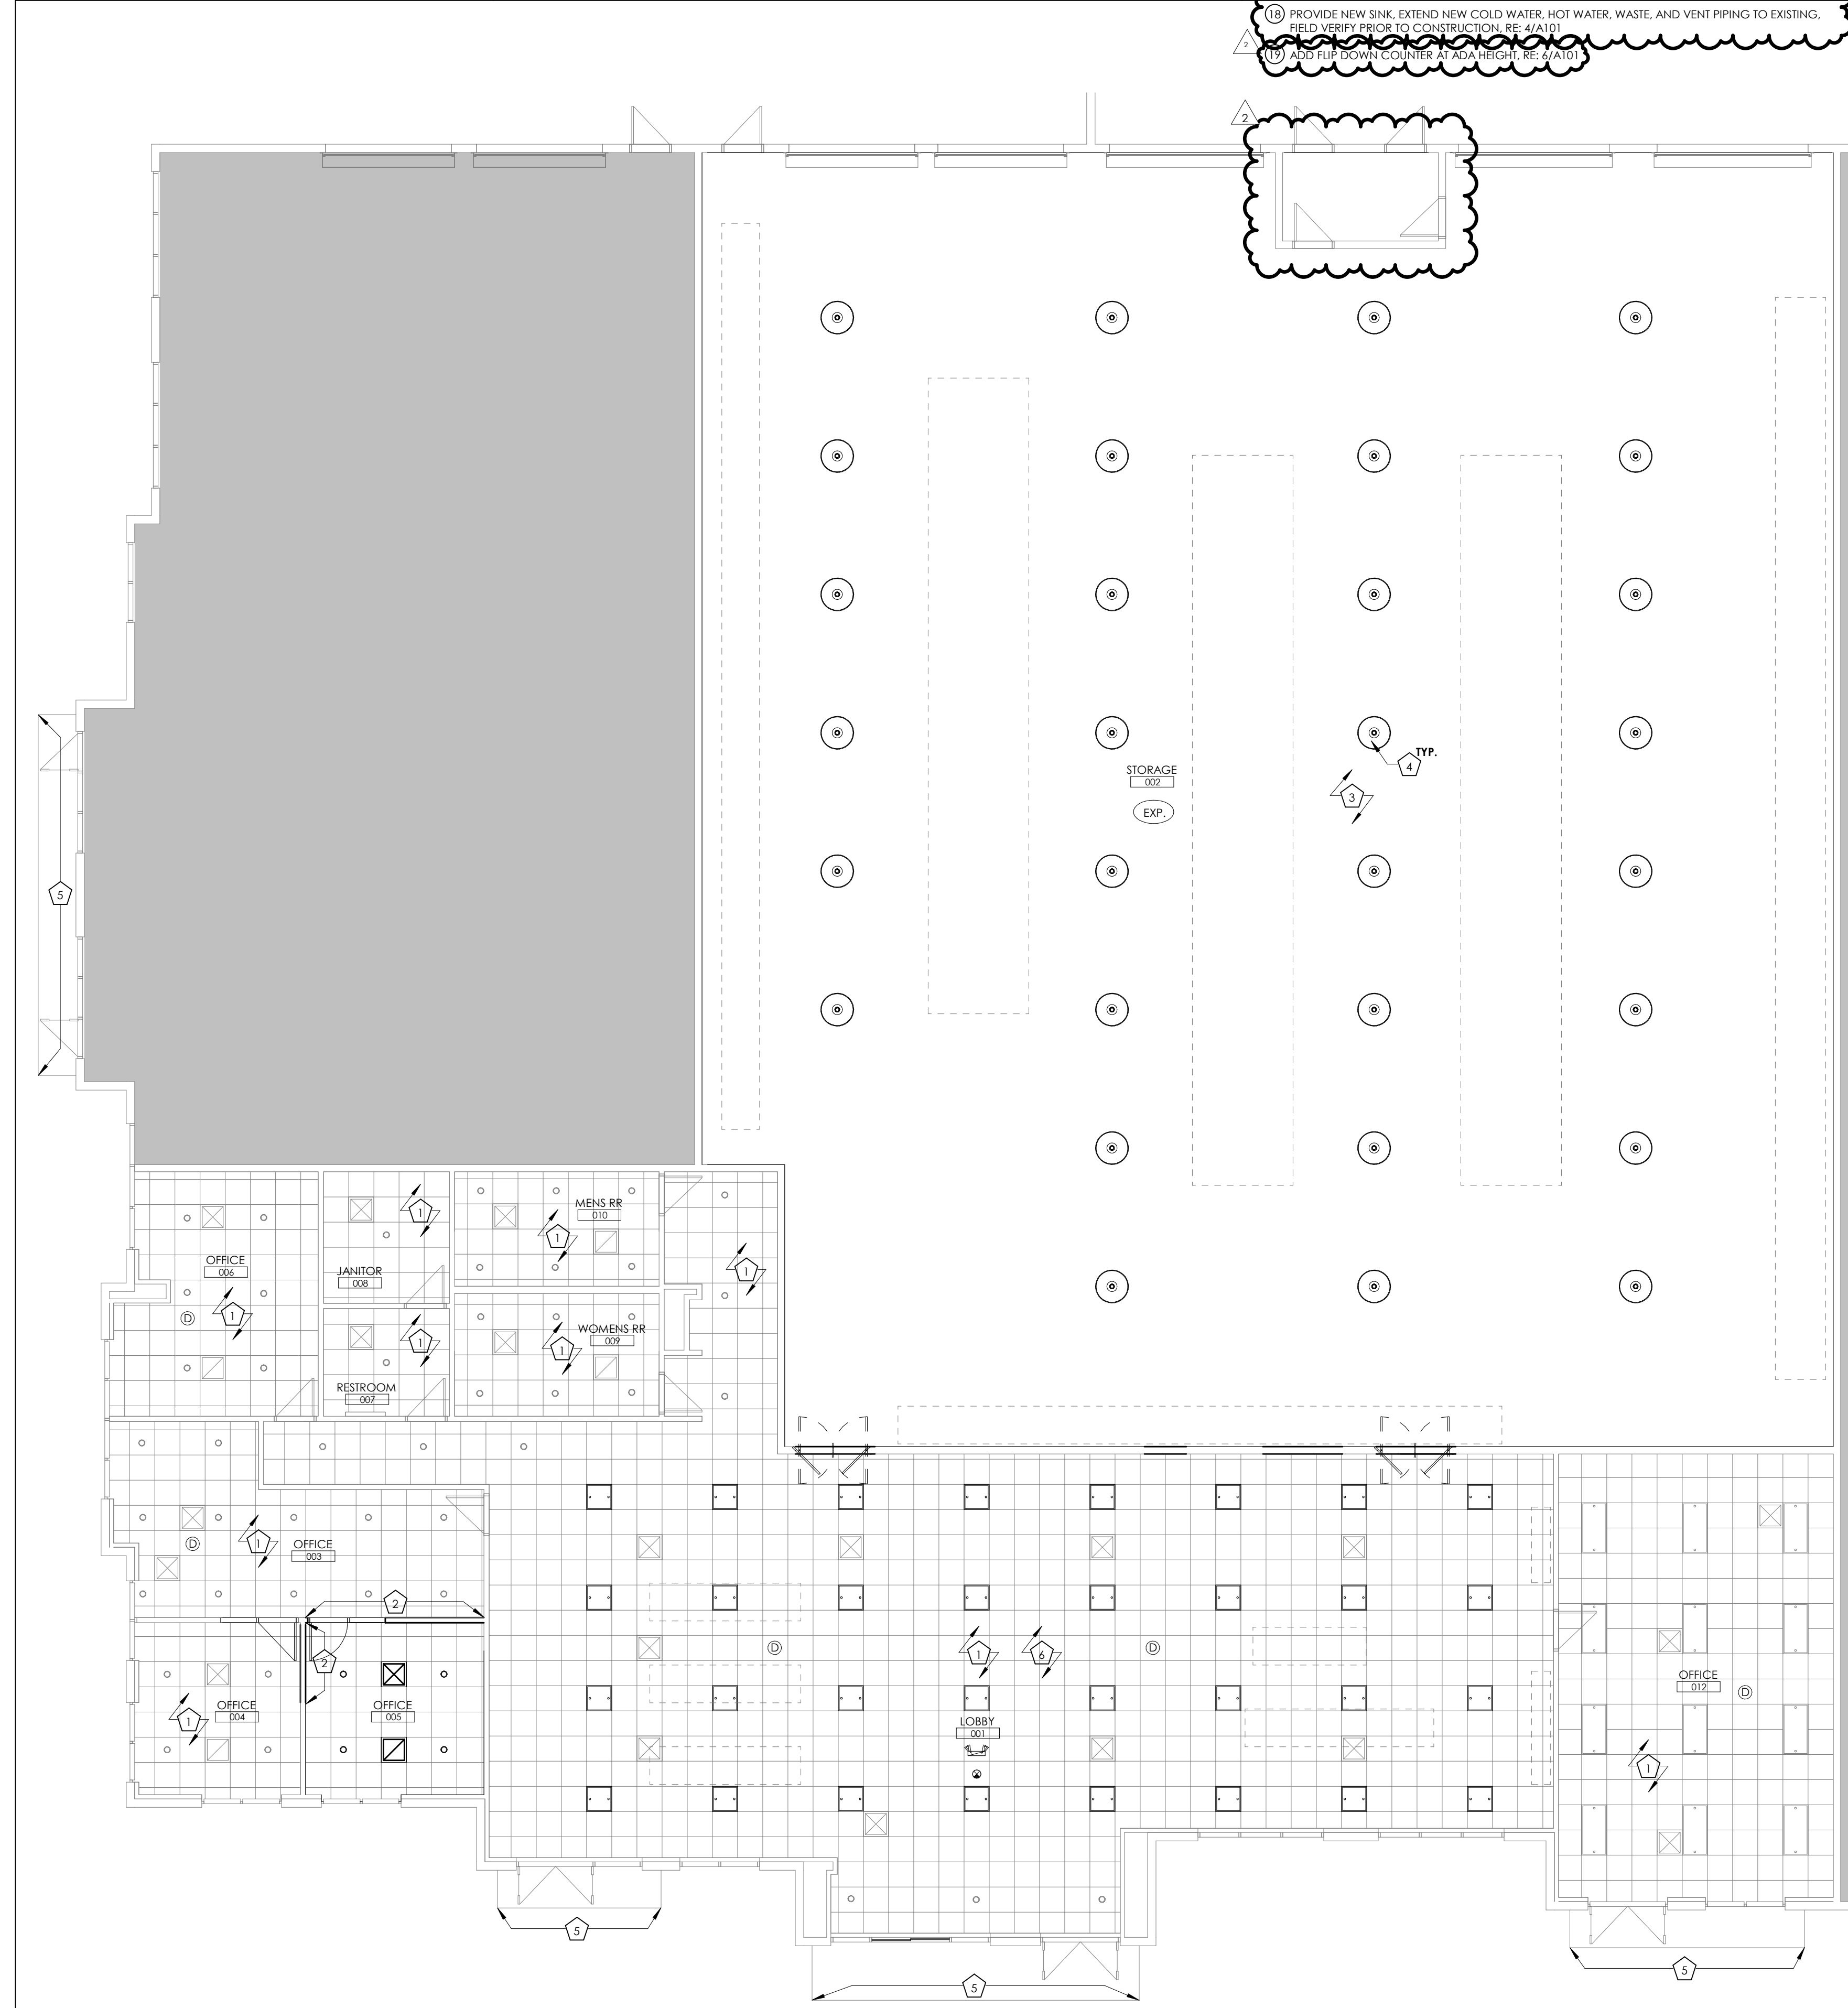 18 PROVIDE NEW SINK, EXTEND NEW COLD WATER, HOT WATER, WASTE, AND VENT PIPING TO EXISTING,
FIELD VERIFY PRIOR TO CONSTRUCTION, RE: 4/A101
2
19 ADD FLIP DOWN COUNTER AT ADA HEIGHT, RE: 6/A101
2
TYP.
4
STORAGE
002
3
EXP.
5
MENS RR
010
1
1
1
OFFICE
006
JANITOR
008
1
1
D
1
WOMENS RR
009
1
RESTROOM
007
D
1
OFFICE
003
2
2
D
1
6
D
OFFICE
004
1
OFFICE
005
LOBBY
001
OFFICE
012
D
1
5
5
5